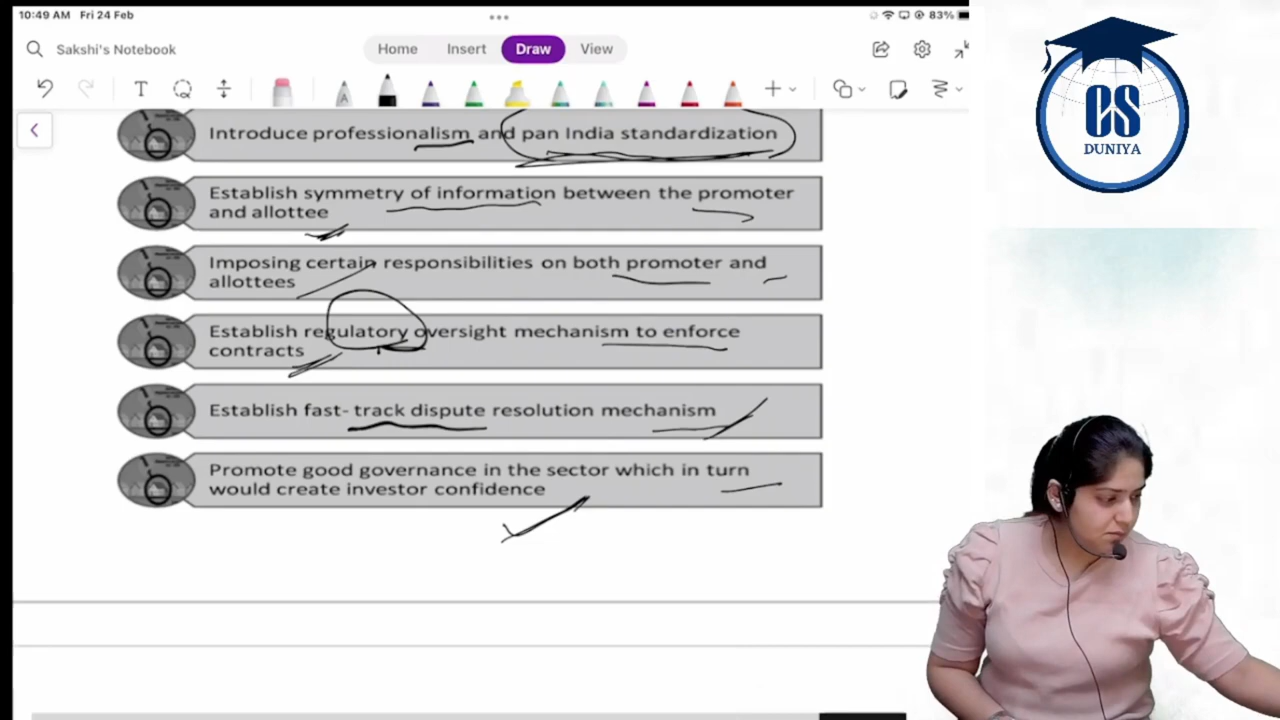 10:49 AM Fri 24 Feb
83%
Sakshi's Notebook
Home Insert Draw View
T
A
Introduce professionalism and pan India standardization
Establish symmetry of information between the promoter
and allottee
Imposing certain responsibilities on both promoter and
allottees
Establish regulatory oversight mechanism to enforce
contracts
Establish fast- track dispute resolution mechanism
Promote good governance in the sector which in turn
would create investor confidence
CS
DUNIYA